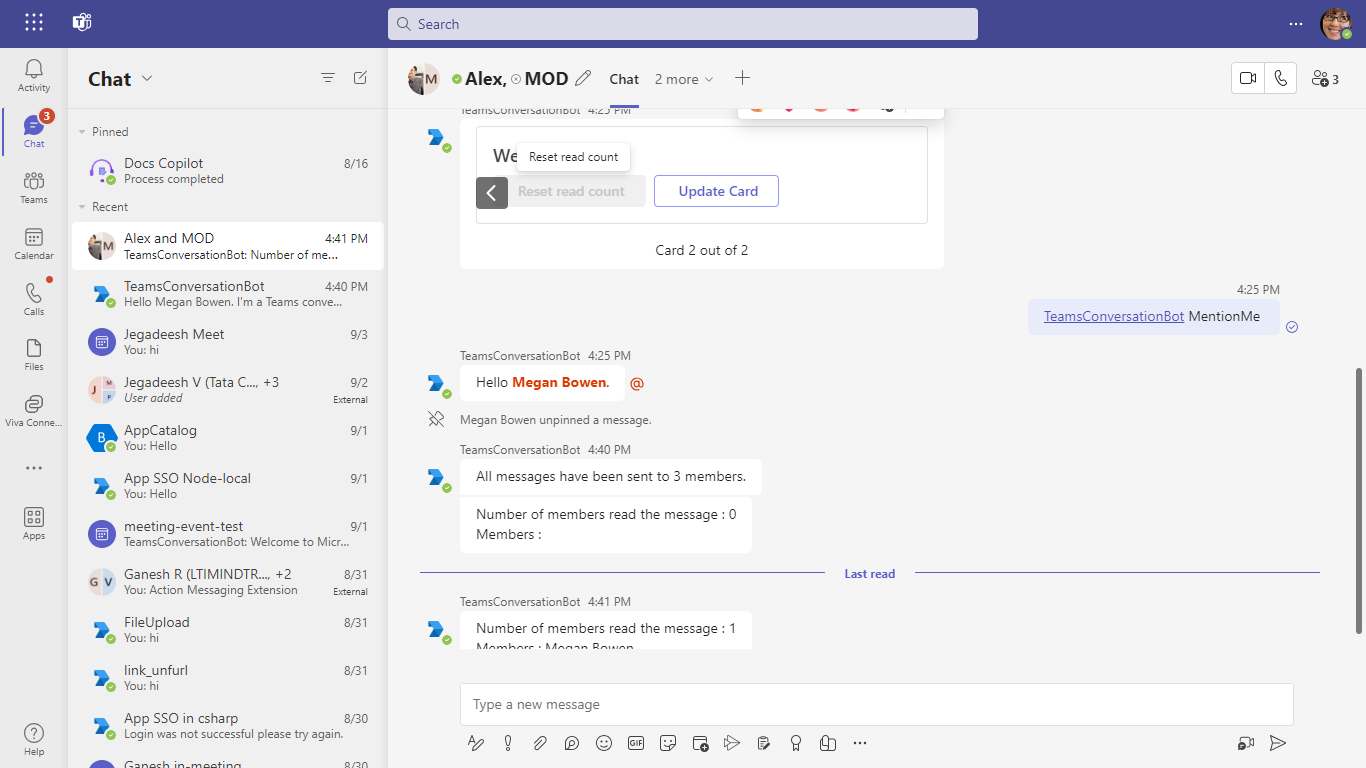 Search
Activity
3
Chat
Teams
Calendar
Calls
Files
Viva Conne...
Apps
Help
Chat
Pinned
Docs Copilot 8/16
Process completed
Recent
M
Alex and MOD 4:41 PM
TeamsConversationBot: Number of me...
TeamsConversationBot 4:40 PM
Hello Megan Bowen. I'm a Teams conve...
Jegadeesh Meet 9/3
You: hi
J M P
Jegadeesh V (Tata C..., +3 9/2
User added External
B
AppCatalog 9/1
You: Hello
App SSO Node-local 9/1
You: Hello
meeting-event-test 9/1
TeamsConversationBot: Welcome to Micr...
G V
Ganesh R (LTIMINDTR..., +2 8/31
You: Action Messaging Extension External
FileUpload 8/31
You: hi
link_unfurl 8/31
You: hi
App SSO in csharp 8/30
Login was not successful please try again.
Ganesh in-meeting 8/30
M
Alex, MOD Chat 2 more
3
TeamsConversationBot 4:25 PM
We
Reset read count
Reset read count Update Card
Card 2 out of 2
4:25 PM
TeamsConversationBot MentionMe
TeamsConversationBot 4:25 PM
Hello Megan Bowen. @
Megan Bowen unpinned a message.
TeamsConversationBot 4:40 PM
All messages have been sent to 3 members.
Number of members read the message : 0
Members :
Last read
TeamsConversationBot 4:41 PM
Number of members read the message : 1
Members : Megan Bowen
Type a new message
GIF